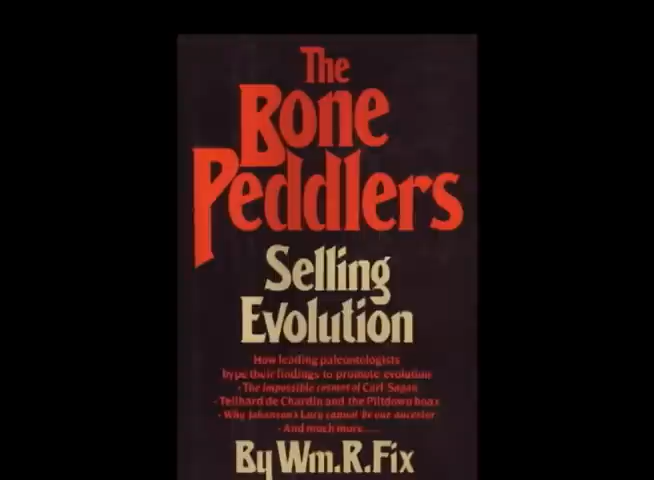 The
Bone
Peddlers
Selling
Evolution
How leading paleontologists
hype their findings to promote evolution
· The impossible cosmos of Carl Sagan
· Teilhard de Chardin and the Piltdown hoax
· Why Johanson's Lucy cannot be our ancestor
· And much more.....
By Wm.R.Fix